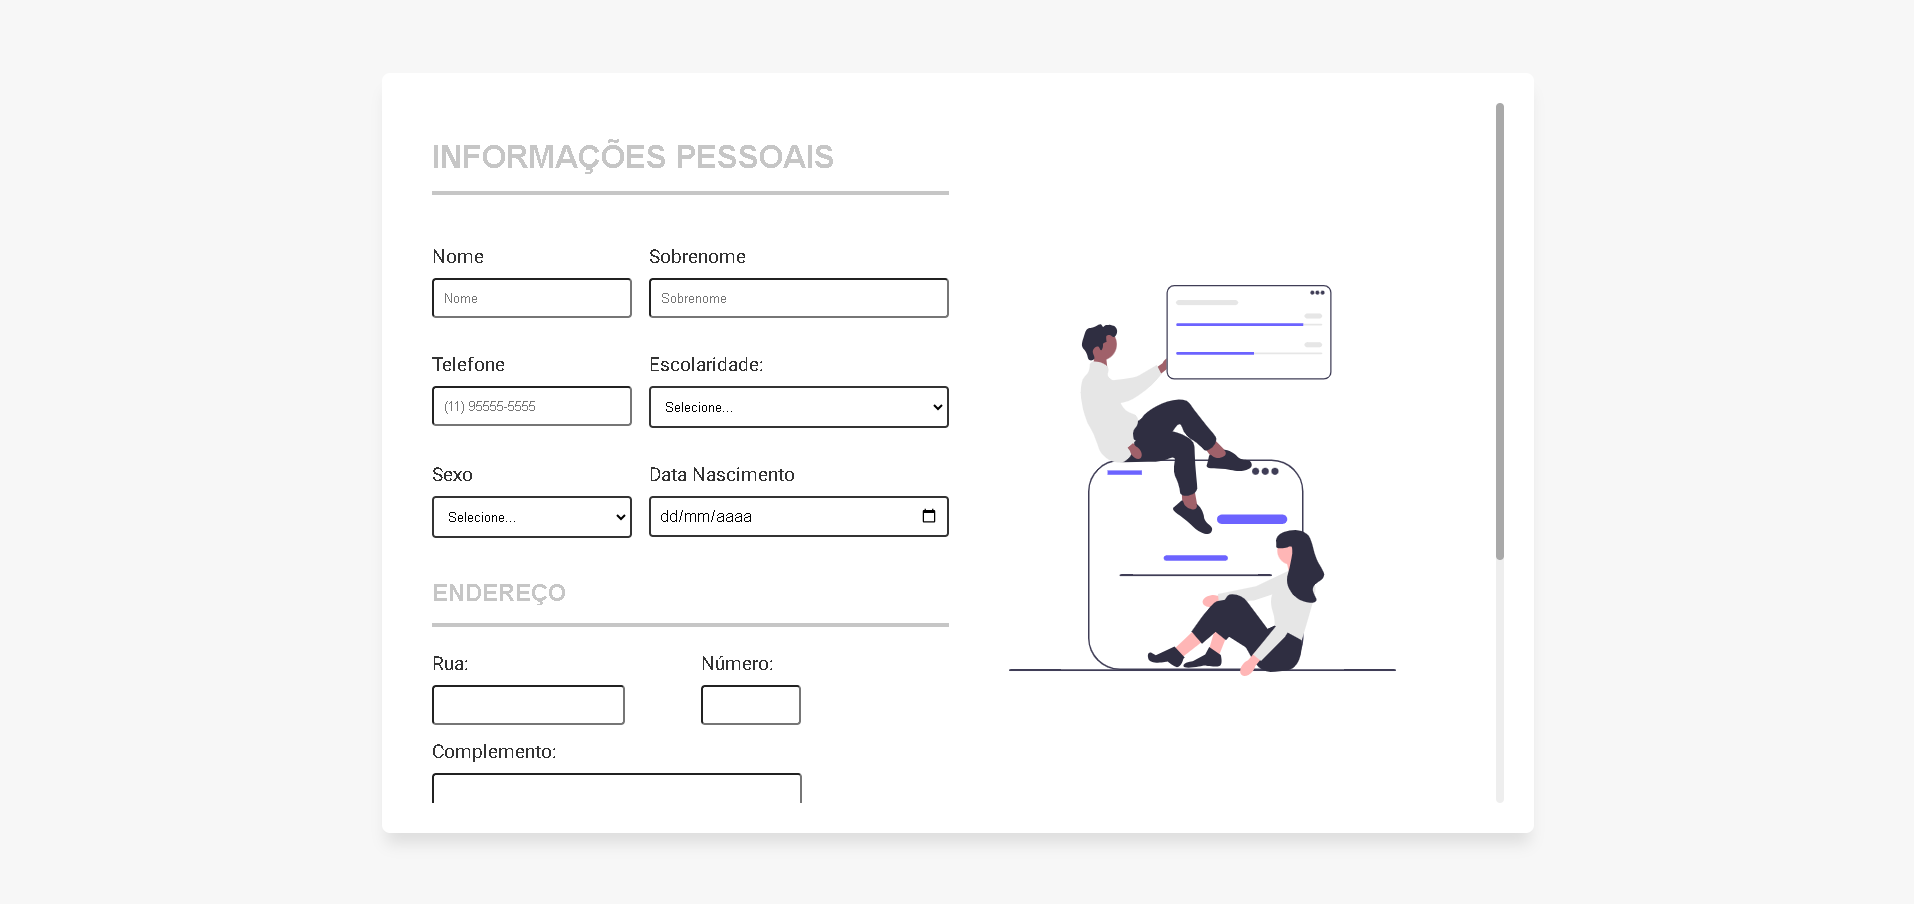 INFORMAÇÕES PESSOAIS
Nome Sobrenome
Nome Sobrenome
Telefone Escolaridade:
(11) 95555-5555 Selecione...
Sexo Data Nascimento
Selecione... dd/mm/aaaa
ENDEREÇO
Rua: Número:
Complemento: